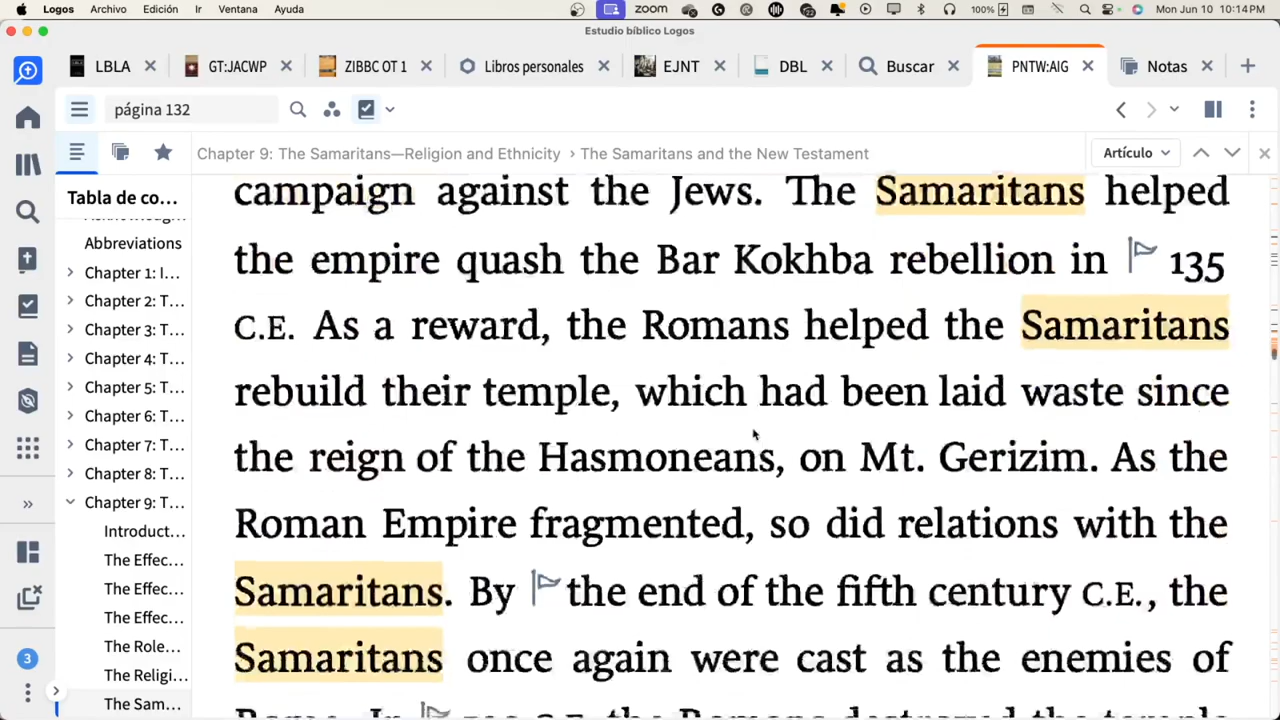 Logos Archivo Edición Ir Ventana Ayuda zoom 100% Mon Jun 10 10:14 PM
Estudio bíblico Logos
LBLA GT:JACWP ZIBBC OT 1 Libros personales EJNT DBL Buscar PNTW:AIG Notas
página 132
Chapter 9: The Samaritans—Religion and Ethnicity › The Samaritans and the New Testament Artículo
Tabla de co...
Abbreviations
Chapter 1: I...
Chapter 2: T...
Chapter 3: T...
Chapter 4: T...
Chapter 5: T...
Chapter 6: T...
Chapter 7: T...
Chapter 8: T...
Chapter 9: T...
Introduct...
The Effec...
The Effec...
The Effec...
The Role...
The Religi...
The Sam...
3
campaign against the Jews. The Samaritans helped
the empire quash the Bar Kokhba rebellion in 135
C.E. As a reward, the Romans helped the Samaritans
rebuild their temple, which had been laid waste since
the reign of the Hasmoneans, on Mt. Gerizim. As the
Roman Empire fragmented, so did relations with the
Samaritans. By the end of the fifth century C.E., the
Samaritans once again were cast as the enemies of
the Romans destroyed the temple